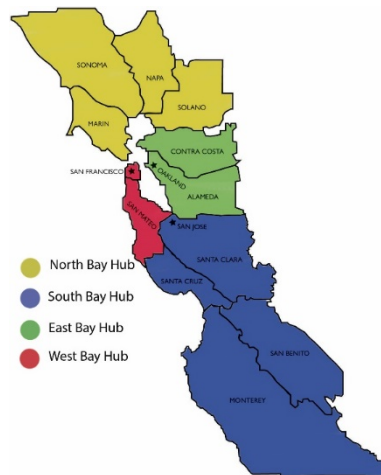 SONOMA
NAPA
SOLANO
MARIN
CONTRA COSTA
SAN FRANCISCO
OAKLAND
ALAMEDA
SAN MATEO
SAN JOSE
SANTA CLARA
SANTA CRUZ
North Bay Hub
South Bay Hub
East Bay Hub
West Bay Hub
SAN BENITO
MONTEREY